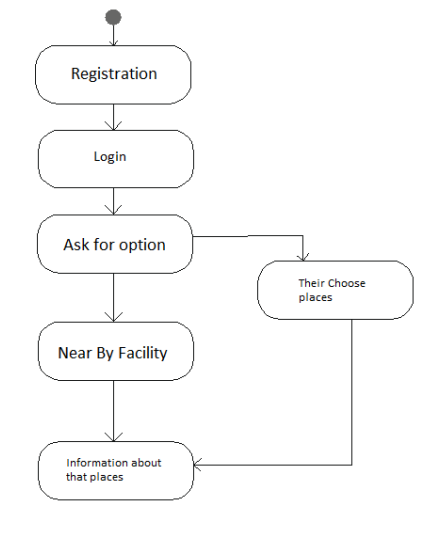 Registration
Login
Ask for option
Their Choose
places
Near By Facility
Information about
that places